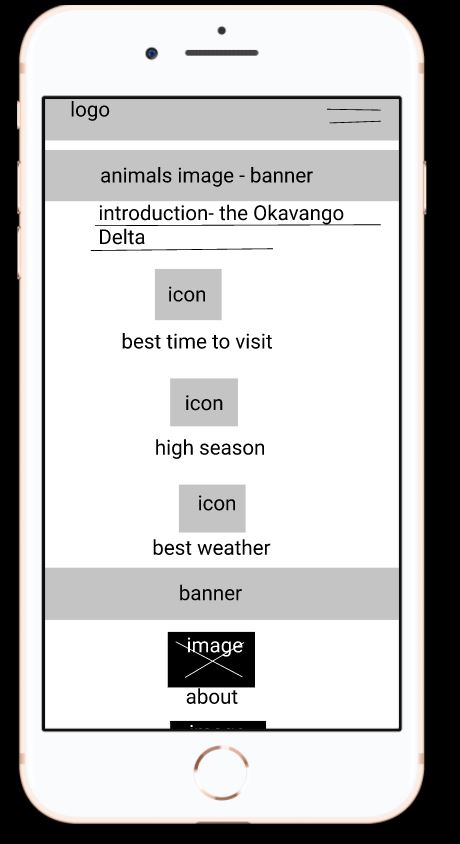 logo
animals image - banner
introduction- the Okavango
Delta
icon
best time to visit
icon
high season
icon
best weather
banner
image
about